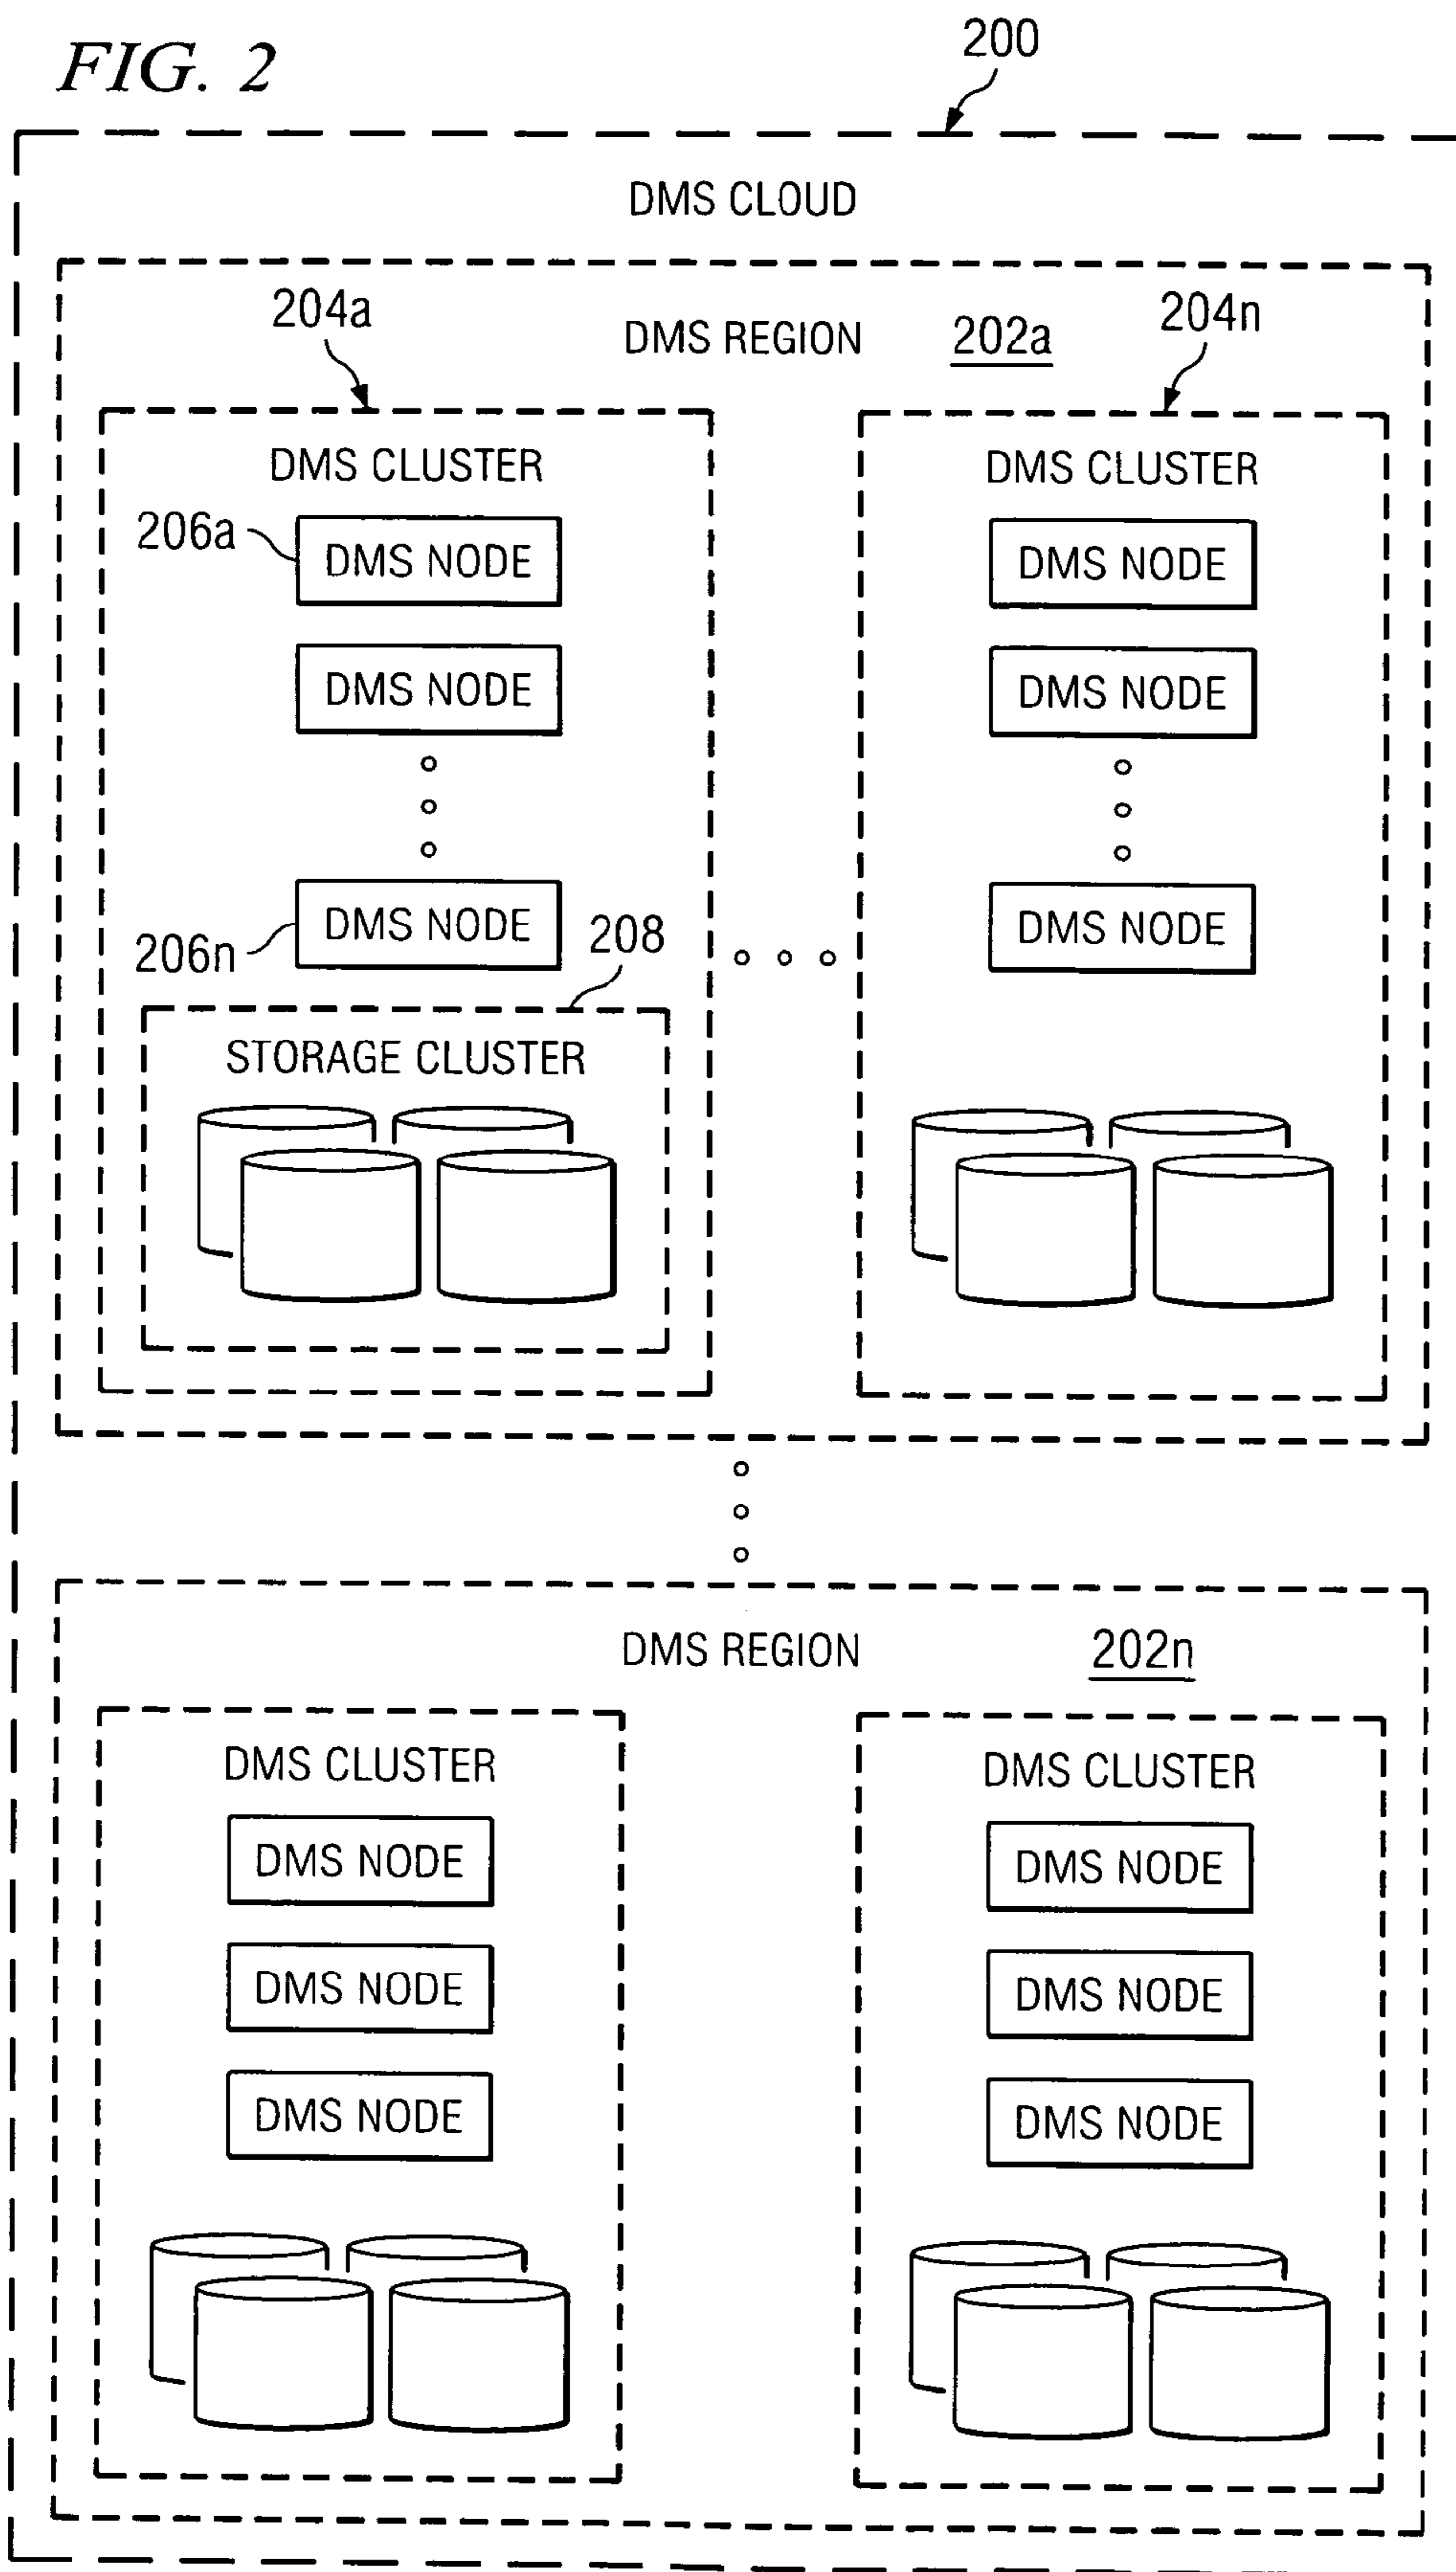 FIG. 2
200
DMS CLOUD
204a
DMS REGION 202a
204n
DMS CLUSTER
206a
DMS NODE
DMS NODE
DMS NODE
206n
208
STORAGE CLUSTER
DMS CLUSTER
DMS NODE
DMS NODE
DMS NODE
DMS REGION 202n
DMS CLUSTER
DMS NODE
DMS NODE
DMS NODE
DMS CLUSTER
DMS NODE
DMS NODE
DMS NODE